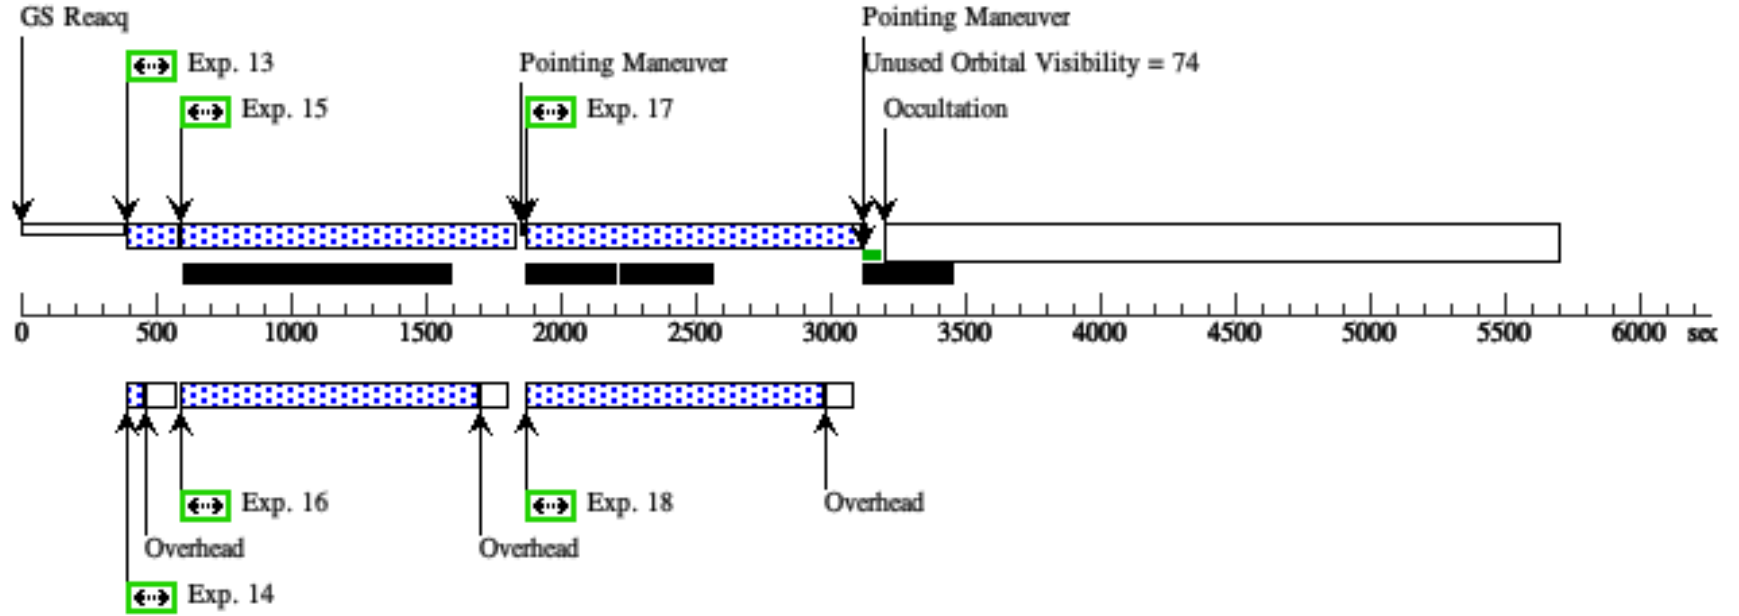 GS Reacq
Pointing Maneuver
Exp. 13
Pointing Maneuver
Unused Orbital Visibility = 74
Exp. 15
Exp. 17
Occultation
0 500 1000 1500 2000 2500 3000 3500 4000 4500 5000 5500 6000 sec
Exp. 16
Exp. 18
Overhead
Overhead
Overhead
Exp. 14